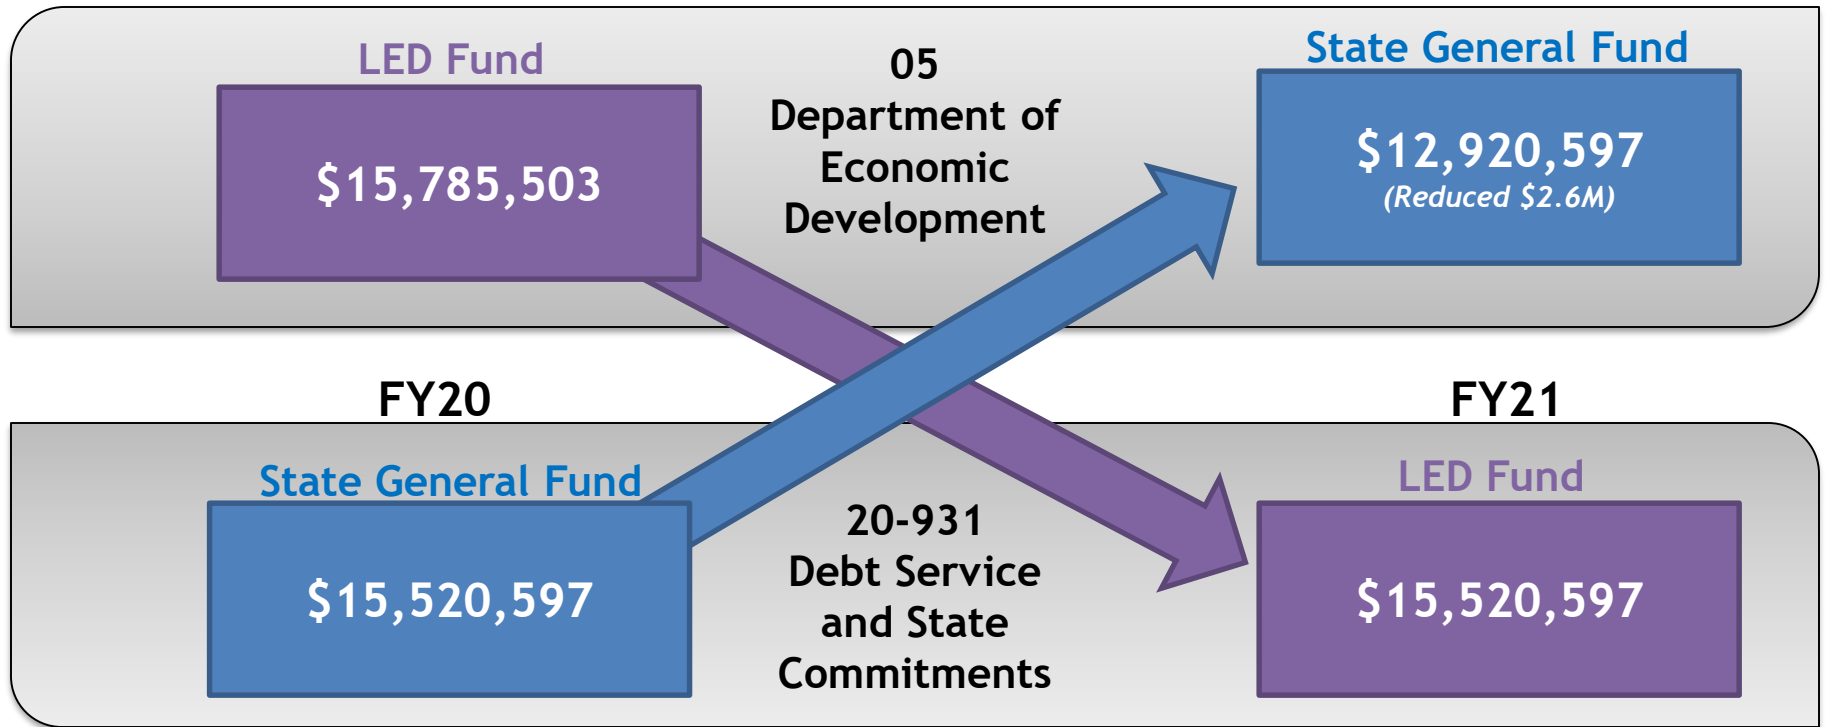 LED Fund
$15,785,503
05
Department of
Economic
Development
State General Fund
$12,920,597
(Reduced $2.6M)
FY20
FY21
State General Fund
$15,520,597
20-931
Debt Service
and State
Commitments
LED Fund
$15,520,597